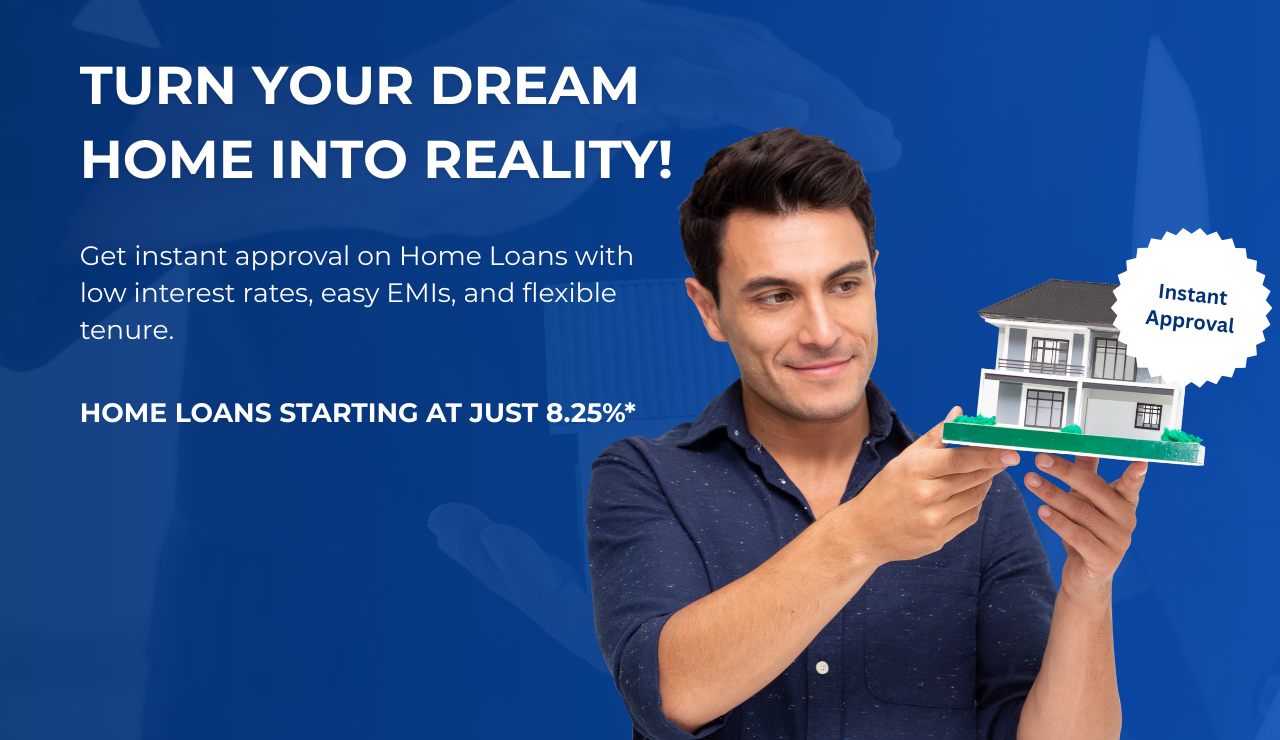 TURN YOUR DREAM
HOME INTO REALITY!
Get instant approval on Home Loans with
low interest rates, easy EMIs, and flexible
tenure.
HOME LOANS STARTING AT JUST 8.25%*
Instant
Approval